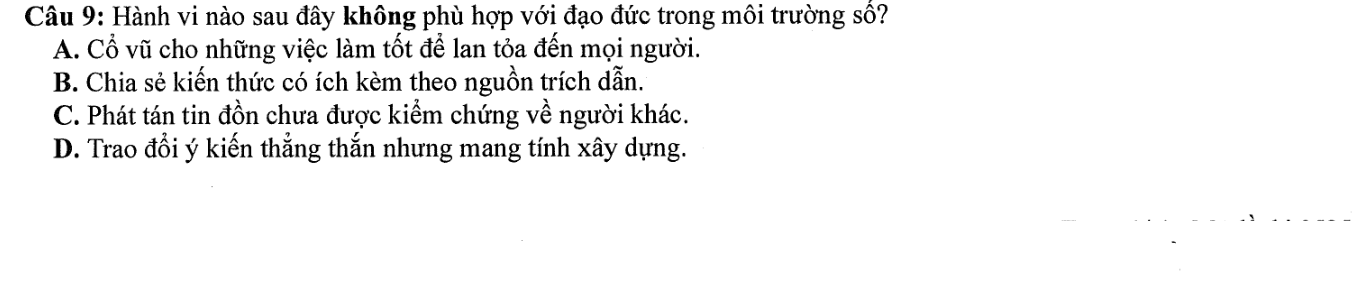 Câu 9: Hành vi nào sau đây không phù hợp với đạo đức trong môi trường số?
A. Cổ vũ cho những việc làm tốt để lan tỏa đến mọi người.
B. Chia sẻ kiến thức có ích kèm theo nguồn trích dẫn.
C. Phát tán tin đồn chưa được kiểm chứng về người khác.
D. Trao đổi ý kiến thẳng thắn nhưng mang tính xây dựng.